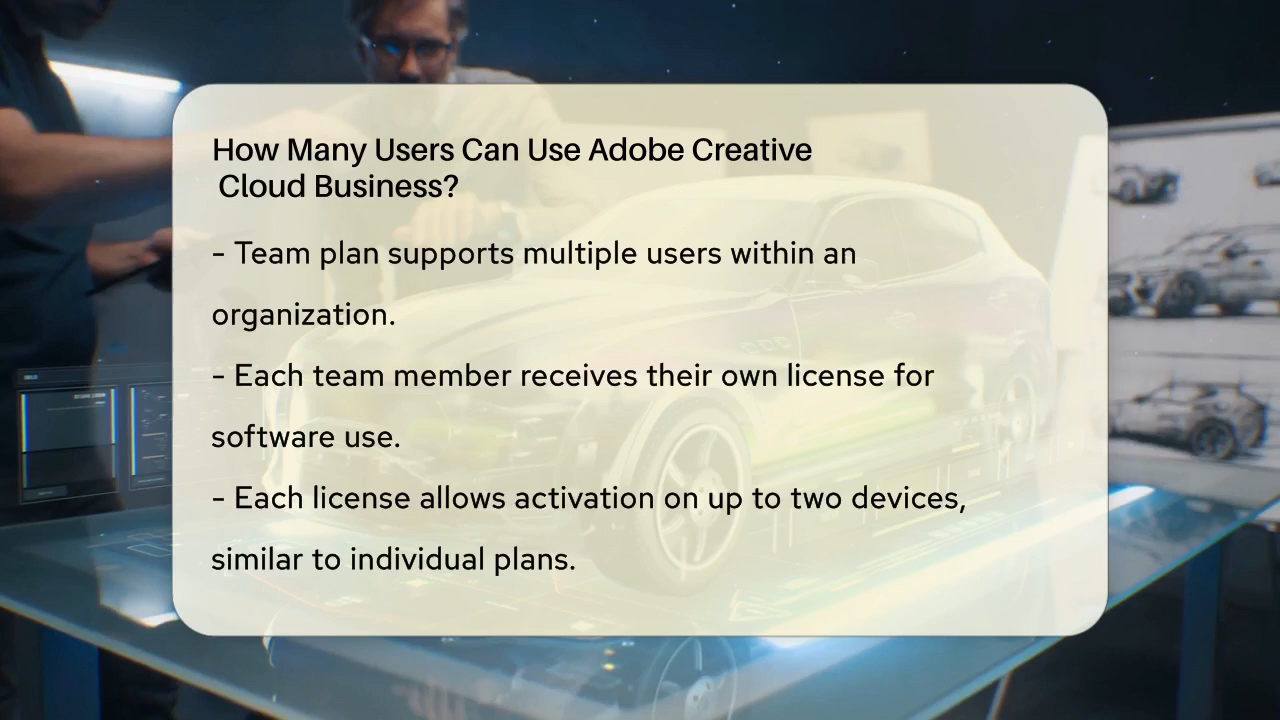 How Many Users Can Use Adobe Creative
Cloud Business?
- Team plan supports multiple users within an
organization.
- Each team member receives their own license for
software use.
- Each license allows activation on up to two devices,
similar to individual plans.